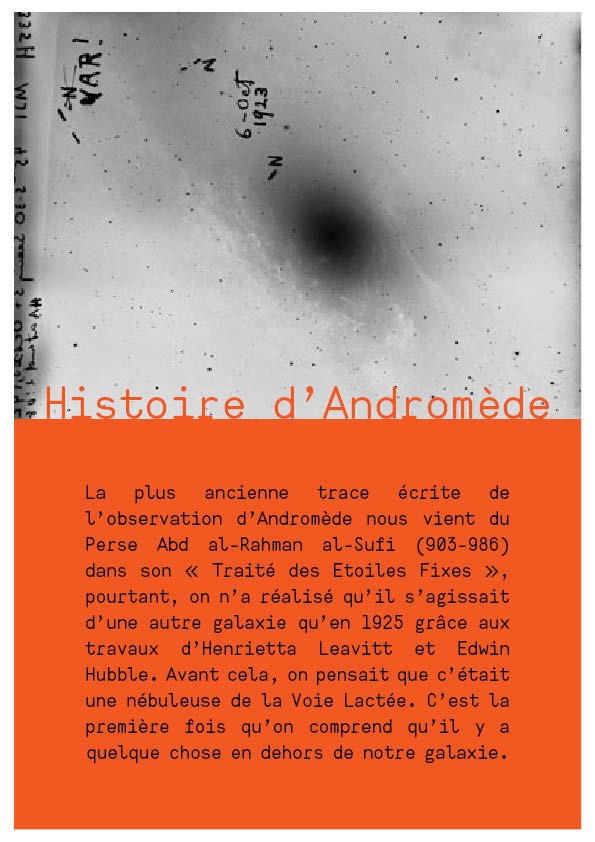 VAR!
N
N
6-Oct
1923
N
Histoire d'Andromède
La plus ancienne trace écrite de
l'observation d'Andromède nous vient du
Perse Abd al-Rahman al-Sufi (903-986)
dans son « Traité des Etoiles Fixes »,
pourtant, on n'a réalisé qu'il s'agissait
d'une autre galaxie qu'en 1925 grâce aux
travaux d'Henrietta Leavitt et Edwin
Hubble. Avant cela, on pensait que c'était
une nébuleuse de la Voie Lactée. C'est la
première fois qu'on comprend qu'il y a
quelque chose en dehors de notre galaxie.